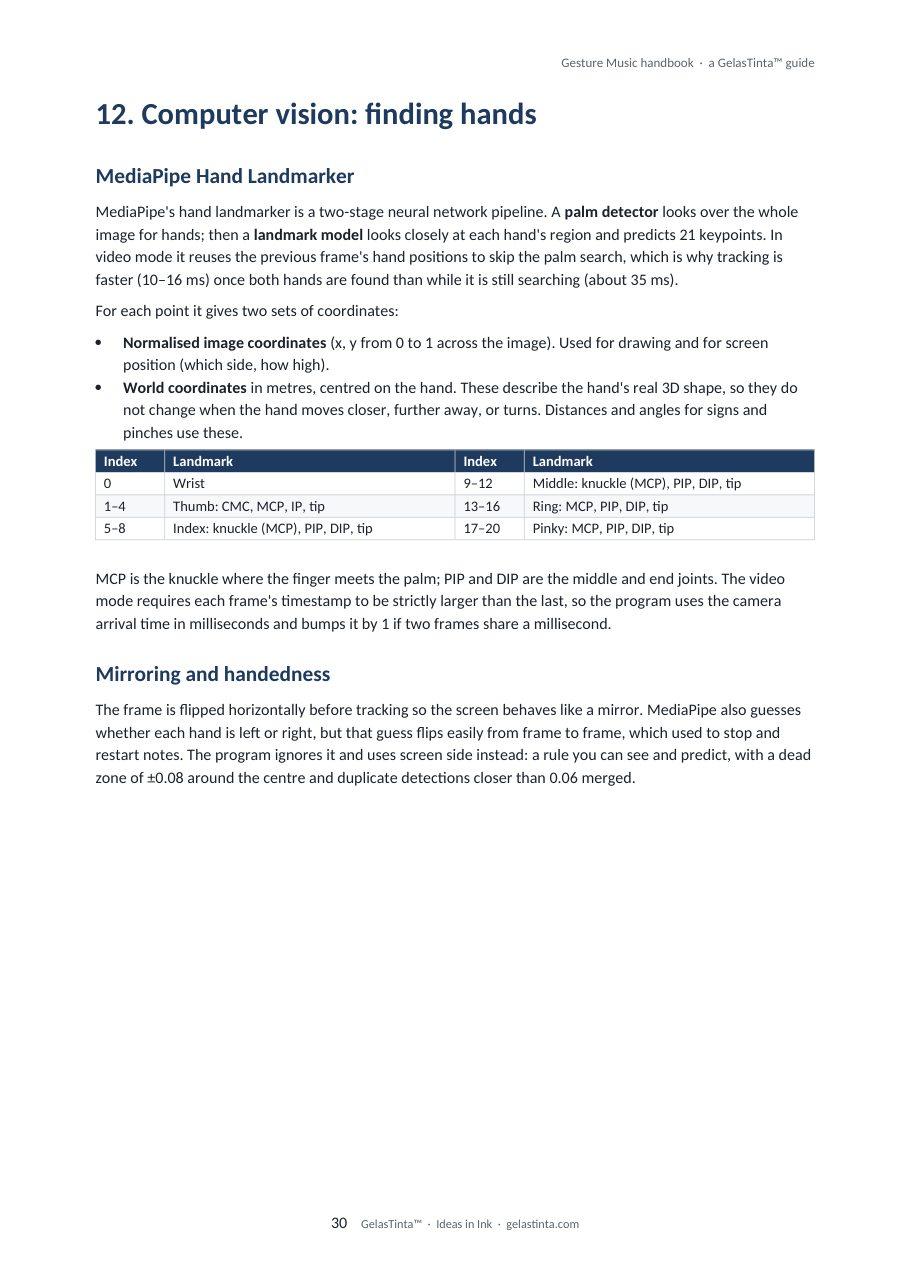 Gesture Music handbook · a GelasTinta™ guide
12. Computer vision: finding hands
MediaPipe Hand Landmarker
MediaPipe's hand landmarker is a two-stage neural network pipeline. A palm detector looks over the whole
image for hands; then a landmark model looks closely at each hand's region and predicts 21 keypoints. In
video mode it reuses the previous frame's hand positions to skip the palm search, which is why tracking is
faster (10–16 ms) once both hands are found than while it is still searching (about 35 ms).
For each point it gives two sets of coordinates:
• Normalised image coordinates (x, y from 0 to 1 across the image). Used for drawing and for screen
position (which side, how high).
• World coordinates in metres, centred on the hand. These describe the hand's real 3D shape, so they do
not change when the hand moves closer, further away, or turns. Distances and angles for signs and
pinches use these.
Index Landmark Index Landmark
0 Wrist 9–12 Middle: knuckle (MCP), PIP, DIP, tip
1–4 Thumb: CMC, MCP, IP, tip 13–16 Ring: MCP, PIP, DIP, tip
5–8 Index: knuckle (MCP), PIP, DIP, tip 17–20 Pinky: MCP, PIP, DIP, tip
MCP is the knuckle where the finger meets the palm; PIP and DIP are the middle and end joints. The video
mode requires each frame's timestamp to be strictly larger than the last, so the program uses the camera
arrival time in milliseconds and bumps it by 1 if two frames share a millisecond.
Mirroring and handedness
The frame is flipped horizontally before tracking so the screen behaves like a mirror. MediaPipe also guesses
whether each hand is left or right, but that guess flips easily from frame to frame, which used to stop and
restart notes. The program ignores it and uses screen side instead: a rule you can see and predict, with a dead
zone of ±0.08 around the centre and duplicate detections closer than 0.06 merged.
30 GelasTinta™ · Ideas in Ink · gelastinta.com